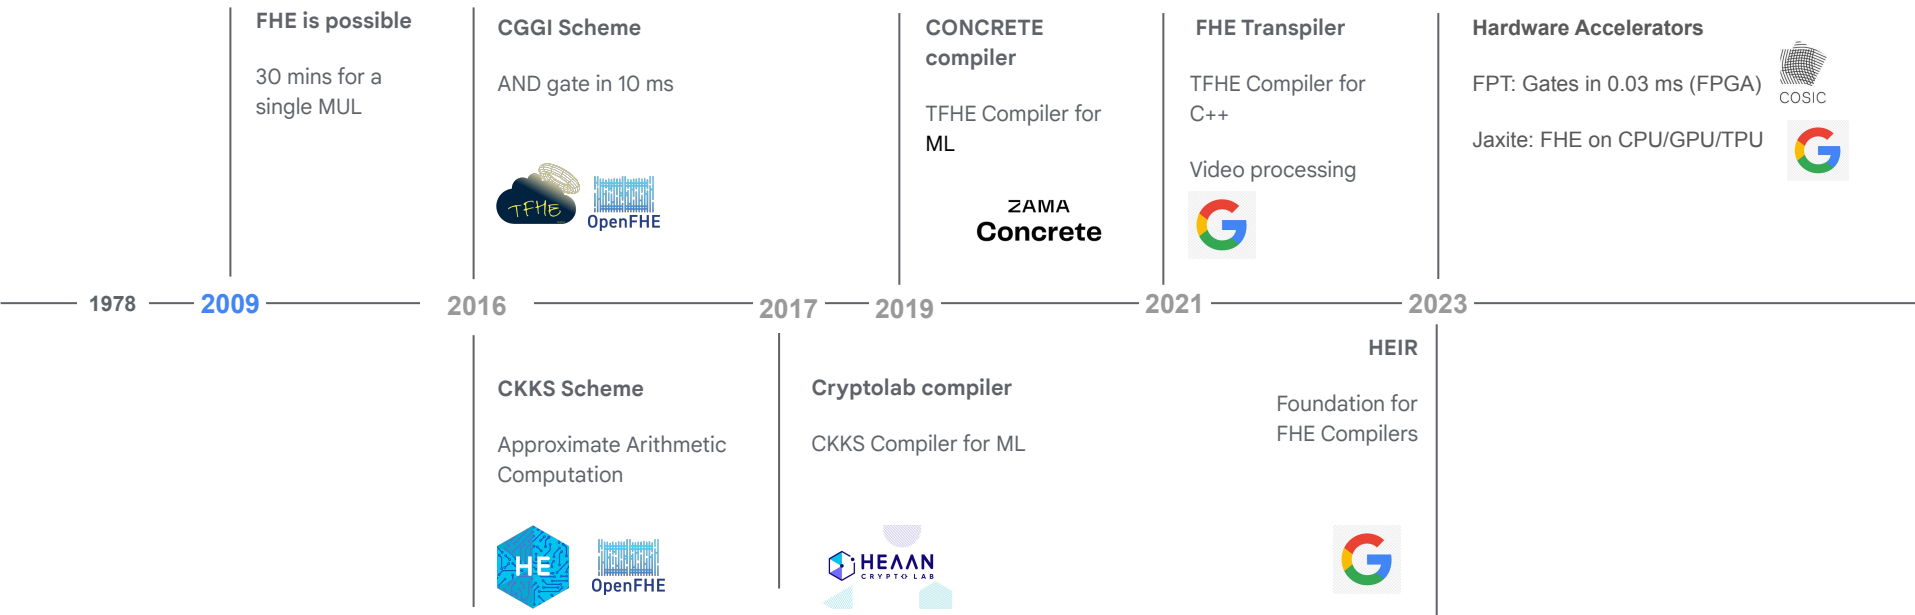 FHE is possible
30 mins for a
single MUL
CGGI Scheme
AND gate in 10 ms
TFHE
OpenFHE
CONCRETE
compiler
TFHE Compiler for
ML
ZAMA
Concrete
FHE Transpiler
TFHE Compiler for
C++
Video processing
Hardware Accelerators
FPT: Gates in 0.03 ms (FPGA)
COSIC
Jaxite: FHE on CPU/GPU/TPU
1978
2009
2016
2017
2019
2021
2023
CKKS Scheme
Approximate Arithmetic
Computation
HE
OpenFHE
Cryptolab compiler
CKKS Compiler for ML
HEAAN
CRYPTO LAB
HEIR
Foundation for
FHE Compilers